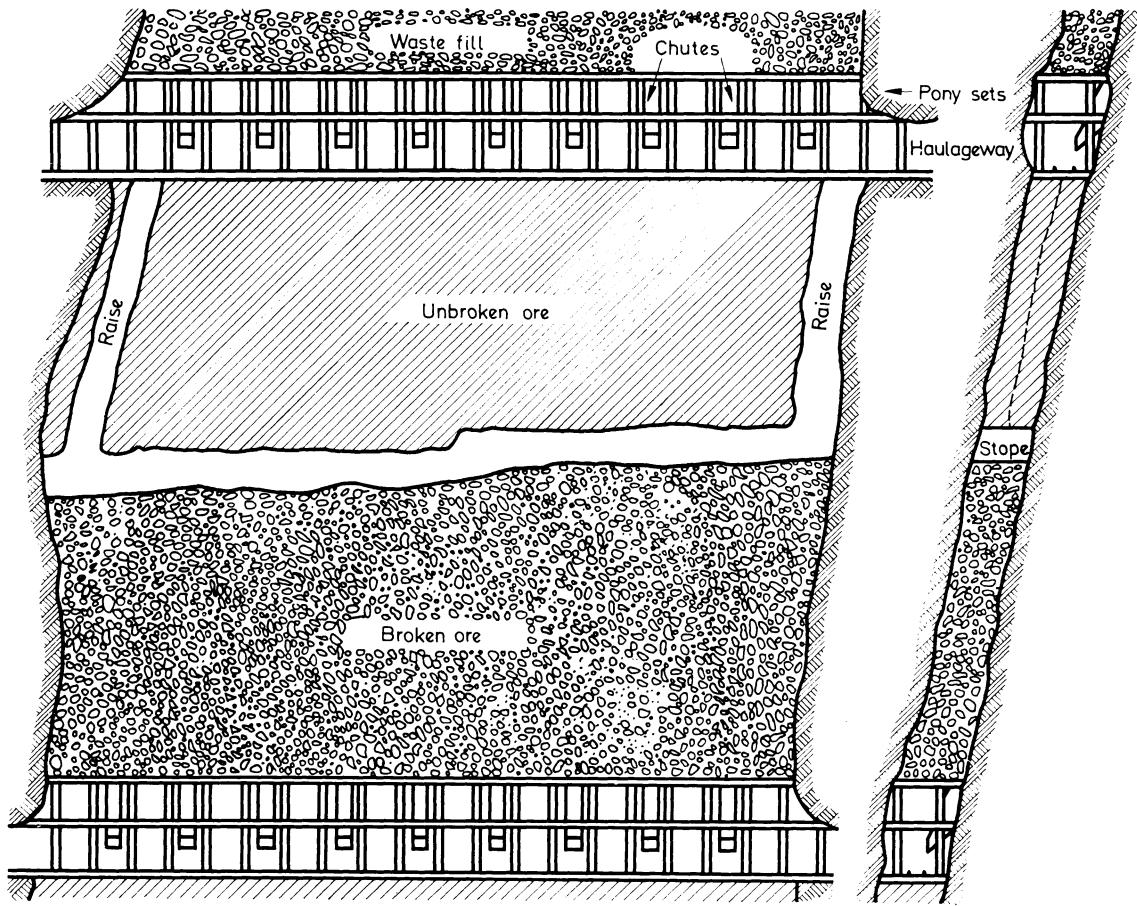 Waste fill
Chutes
Pony sets
Haulageway
Raise
Unbroken ore
Raise
Stope
Broken ore